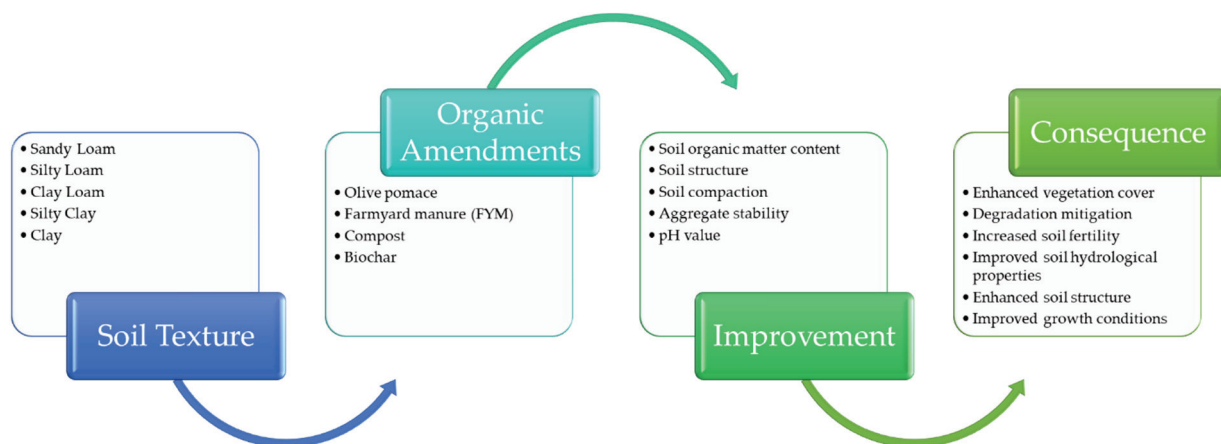 • Sandy Loam
• Silty Loam
• Clay Loam
• Silty Clay
• Clay
Soil Texture
Organic
Amendments
• Olive pomace
• Farmyard manure (FYM)
• Compost
• Biochar
• Soil organic matter content
• Soil structure
• Soil compaction
• Aggregate stability
• pH value
Improvement
Consequence
• Enhanced vegetation cover
• Degradation mitigation
• Increased soil fertility
• Improved soil hydrological
properties
• Enhanced soil structure
• Improved growth conditions